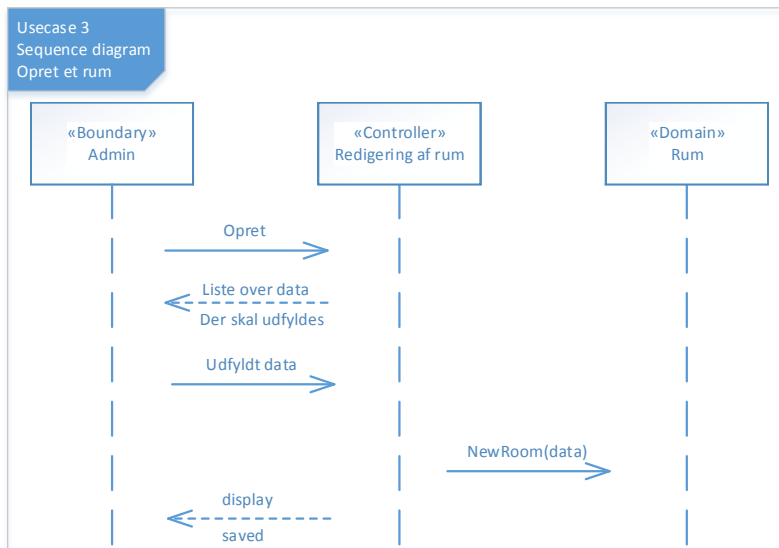 Usecase 3
Sequence diagram
Opret et rum
«Boundary»
Admin
«Controller»
Redigering af rum
«Domain»
Rum
Opret
Liste over data
Der skal udfyldes
Udfyldt data
NewRoom(data)
display
saved